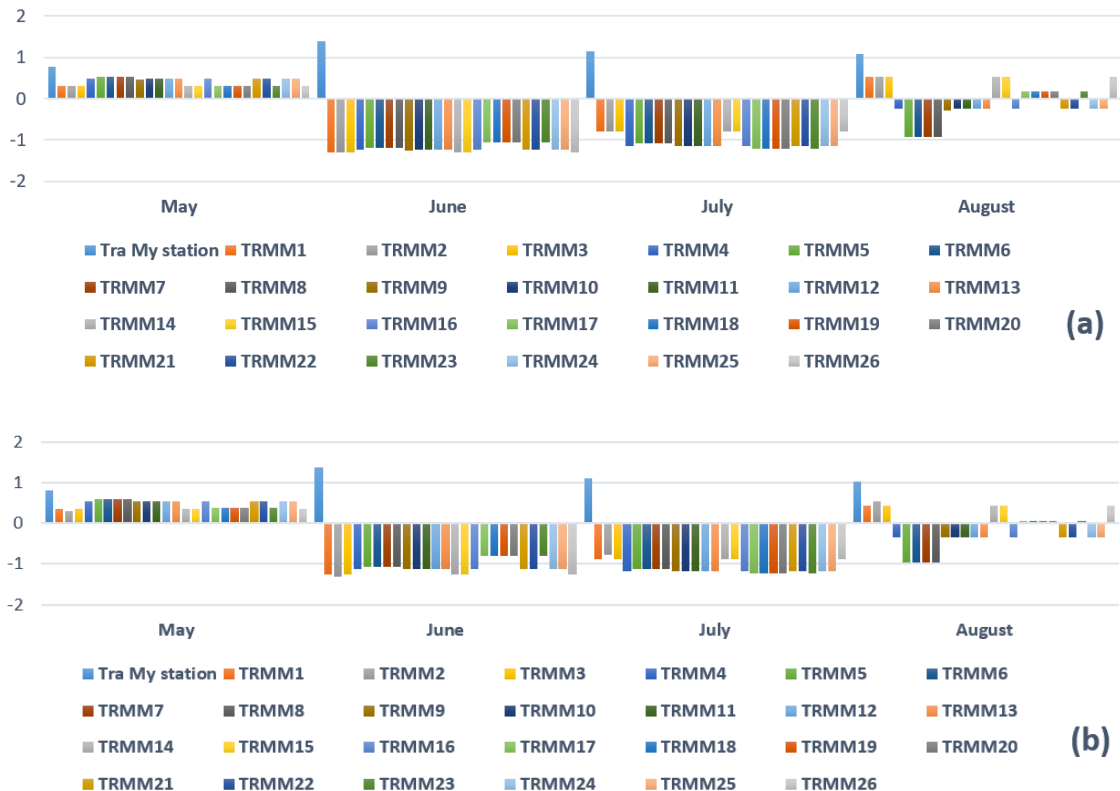 2
1
0
-1
-2
May June July August
Tra My station TRMM1 TRMM2 TRMM3 TRMM4 TRMM5 TRMM6
TRMM7 TRMM8 TRMM9 TRMM10 TRMM11 TRMM12 TRMM13
TRMM14 TRMM15 TRMM16 TRMM17 TRMM18 TRMM19 TRMM20
(a)
TRMM21 TRMM22 TRMM23 TRMM24 TRMM25 TRMM26
2
1
0
-1
-2
May June July August
Tra My station TRMM1 TRMM2 TRMM3 TRMM4 TRMM5 TRMM6
TRMM7 TRMM8 TRMM9 TRMM10 TRMM11 TRMM12 TRMM13
TRMM14 TRMM15 TRMM16 TRMM17 TRMM18 TRMM19 TRMM20
(b)
TRMM21 TRMM22 TRMM23 TRMM24 TRMM25 TRMM26